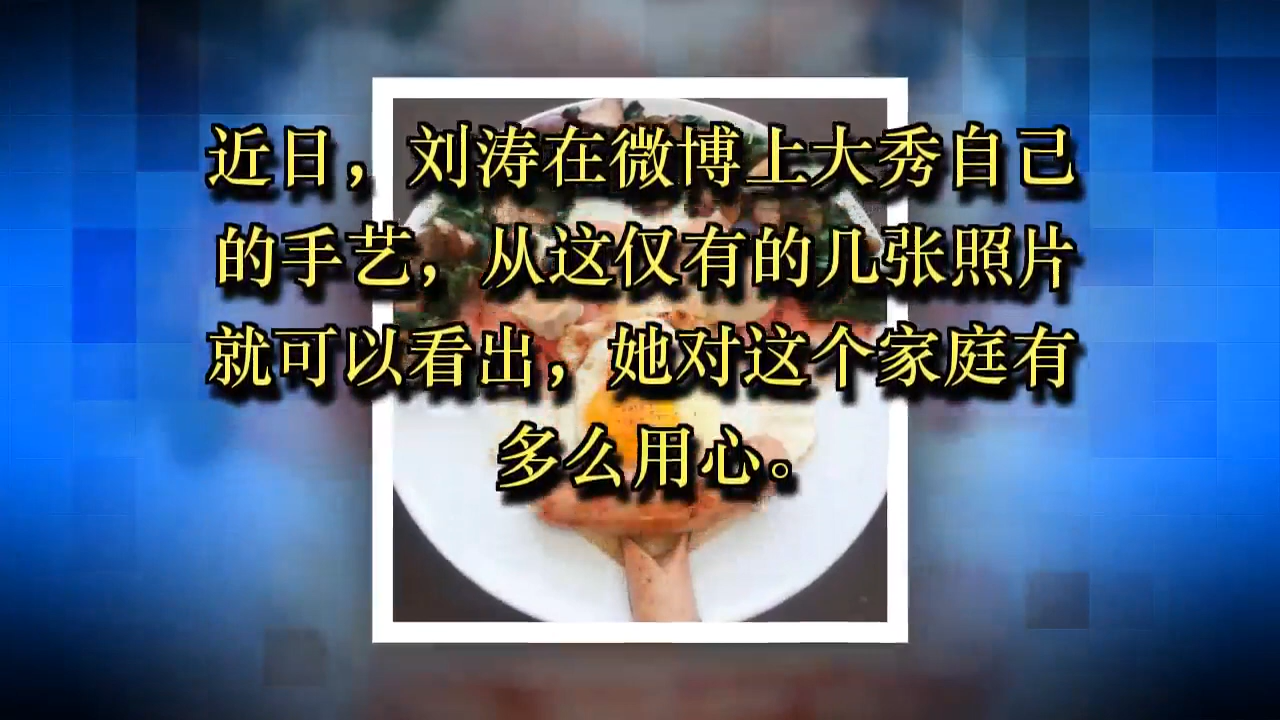 近日，刘涛在微博上大秀自己
的手艺，从这仅有的几张照片
就可以看出，她对这个家庭有
多么用心。